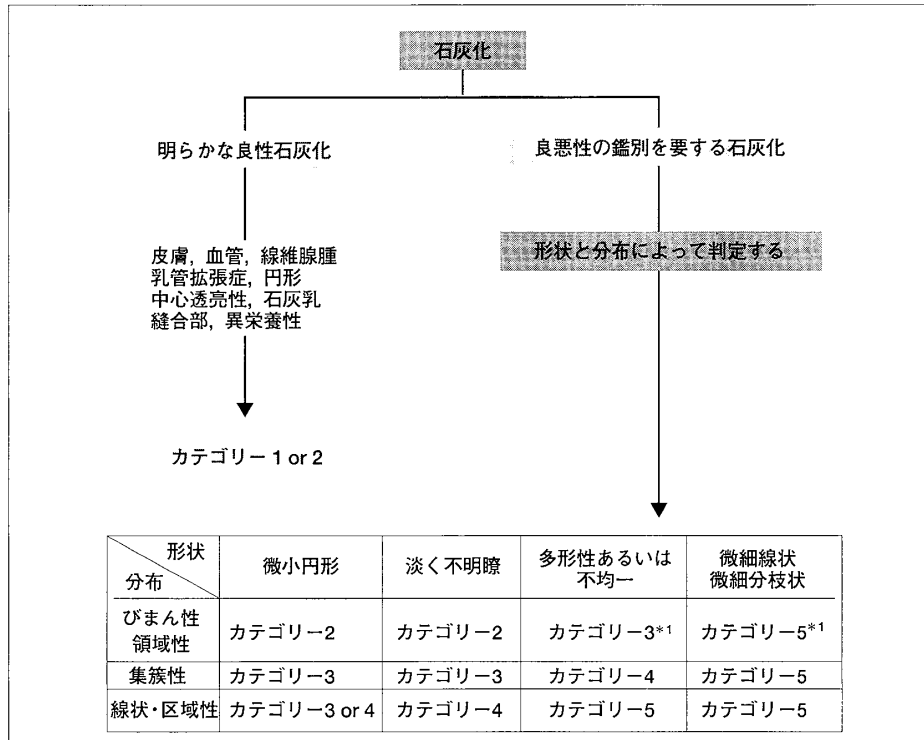 石灰化
明らかな良性石灰化
良悪性の鑑別を要する石灰化
皮膚, 血管, 線維腺腫
乳管拡張症, 円形
中心透亮性, 石灰乳
縫合部, 異栄養性
形状と分布によって判定する
カテゴリー 1 or 2
形状
分布
微小円形
淡く不明瞭
多形性あるいは
不均一
微細線状
微細分枝状
びまん性
領域性
カテゴリー2
カテゴリー2
カテゴリー3*1
カテゴリー5*1
集簇性
カテゴリー3
カテゴリー3
カテゴリー4
カテゴリー5
線状・区域性
カテゴリー3 or 4
カテゴリー4
カテゴリー5
カテゴリー5